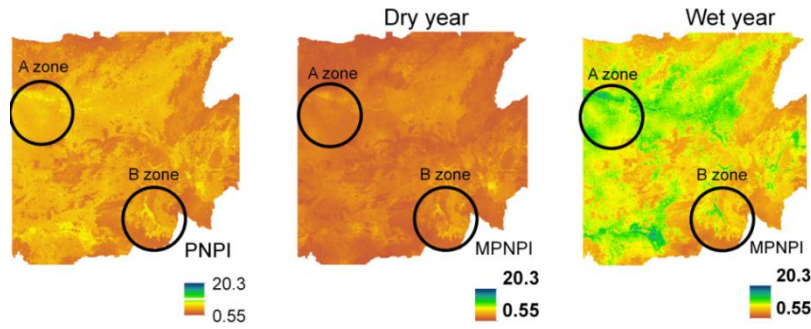 Dry year
Wet year
A zone
A zone
A zone
B zone
B zone
B zone
PNPI
MPNPI
MPNPI
20.3
0.55
20.3
0.55
20.3
0.55